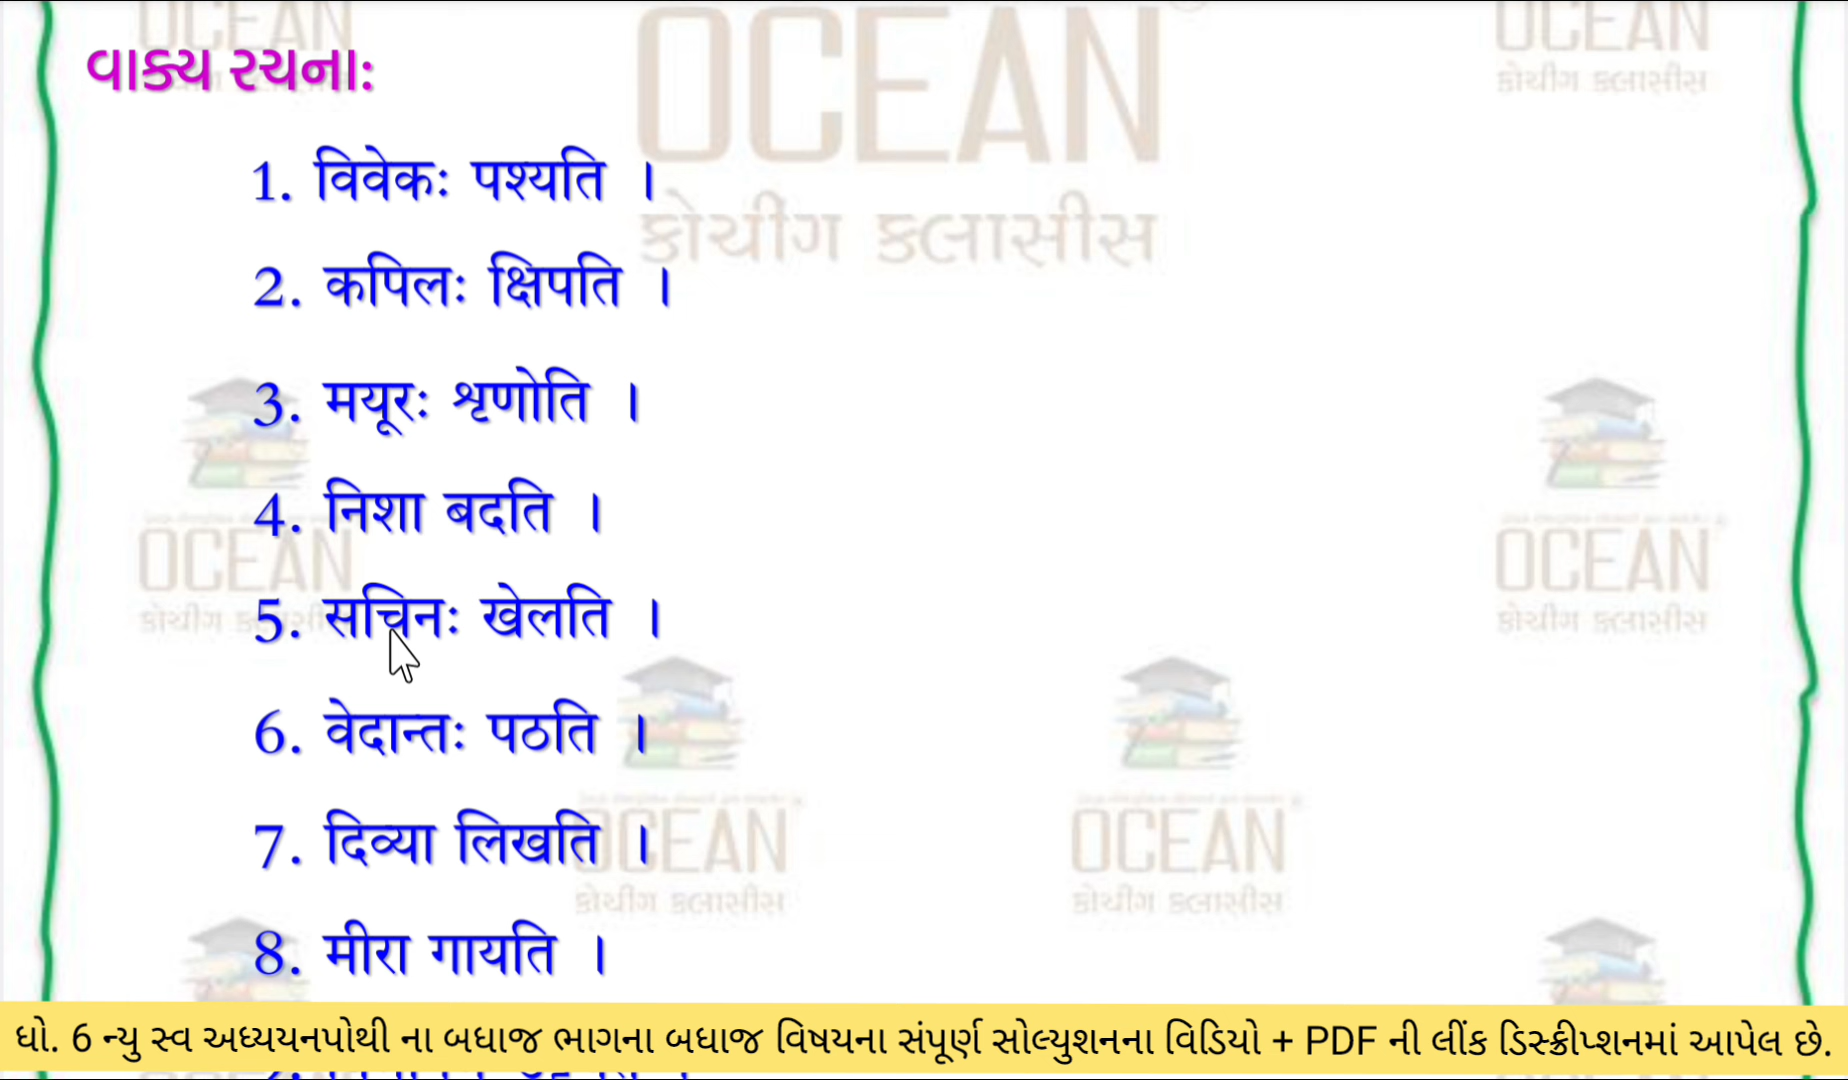 OCEAN
કોચીંગ ક્લાસીસ
વાક્ય રચના:
1. विवेकः पश्यति ।
2. कपिलः क्षिपति ।
3. मयूरः शृणोति ।
4. निशा बदति ।
5. सचिनः खेलति ।
6. वेदान्तः पठति ।
7. दिव्या लिखति ।
8. मीरा गायति ।
ધો. 6 ન્યુ સ્વ અધ્યયનપોથી ના બધાજ ભાગના બધાજ વિષયના સંપૂર્ણ સોલ્યુશનના વિડિયો + PDF ની લીંક ડિસ્ક્રીપ્શનમાં આપેલ છે.